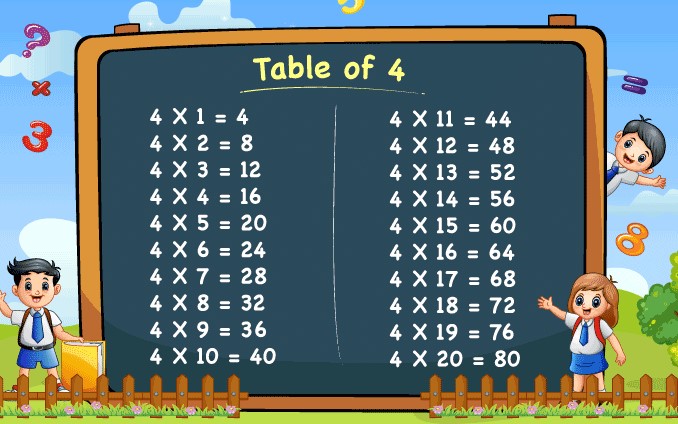 Table of 4
4 X 1 = 4
4 X 2 = 8
4 X 3 = 12
4 X 4 = 16
4 X 5 = 20
4 X 6 = 24
4 X 7 = 28
4 X 8 = 32
4 X 9 = 36
4 X 10 = 40
4 X 11 = 44
4 X 12 = 48
4 X 13 = 52
4 X 14 = 56
4 X 15 = 60
4 X 16 = 64
4 X 17 = 68
4 X 18 = 72
4 X 19 = 76
4 X 20 = 80
?
x
3
5
=
8